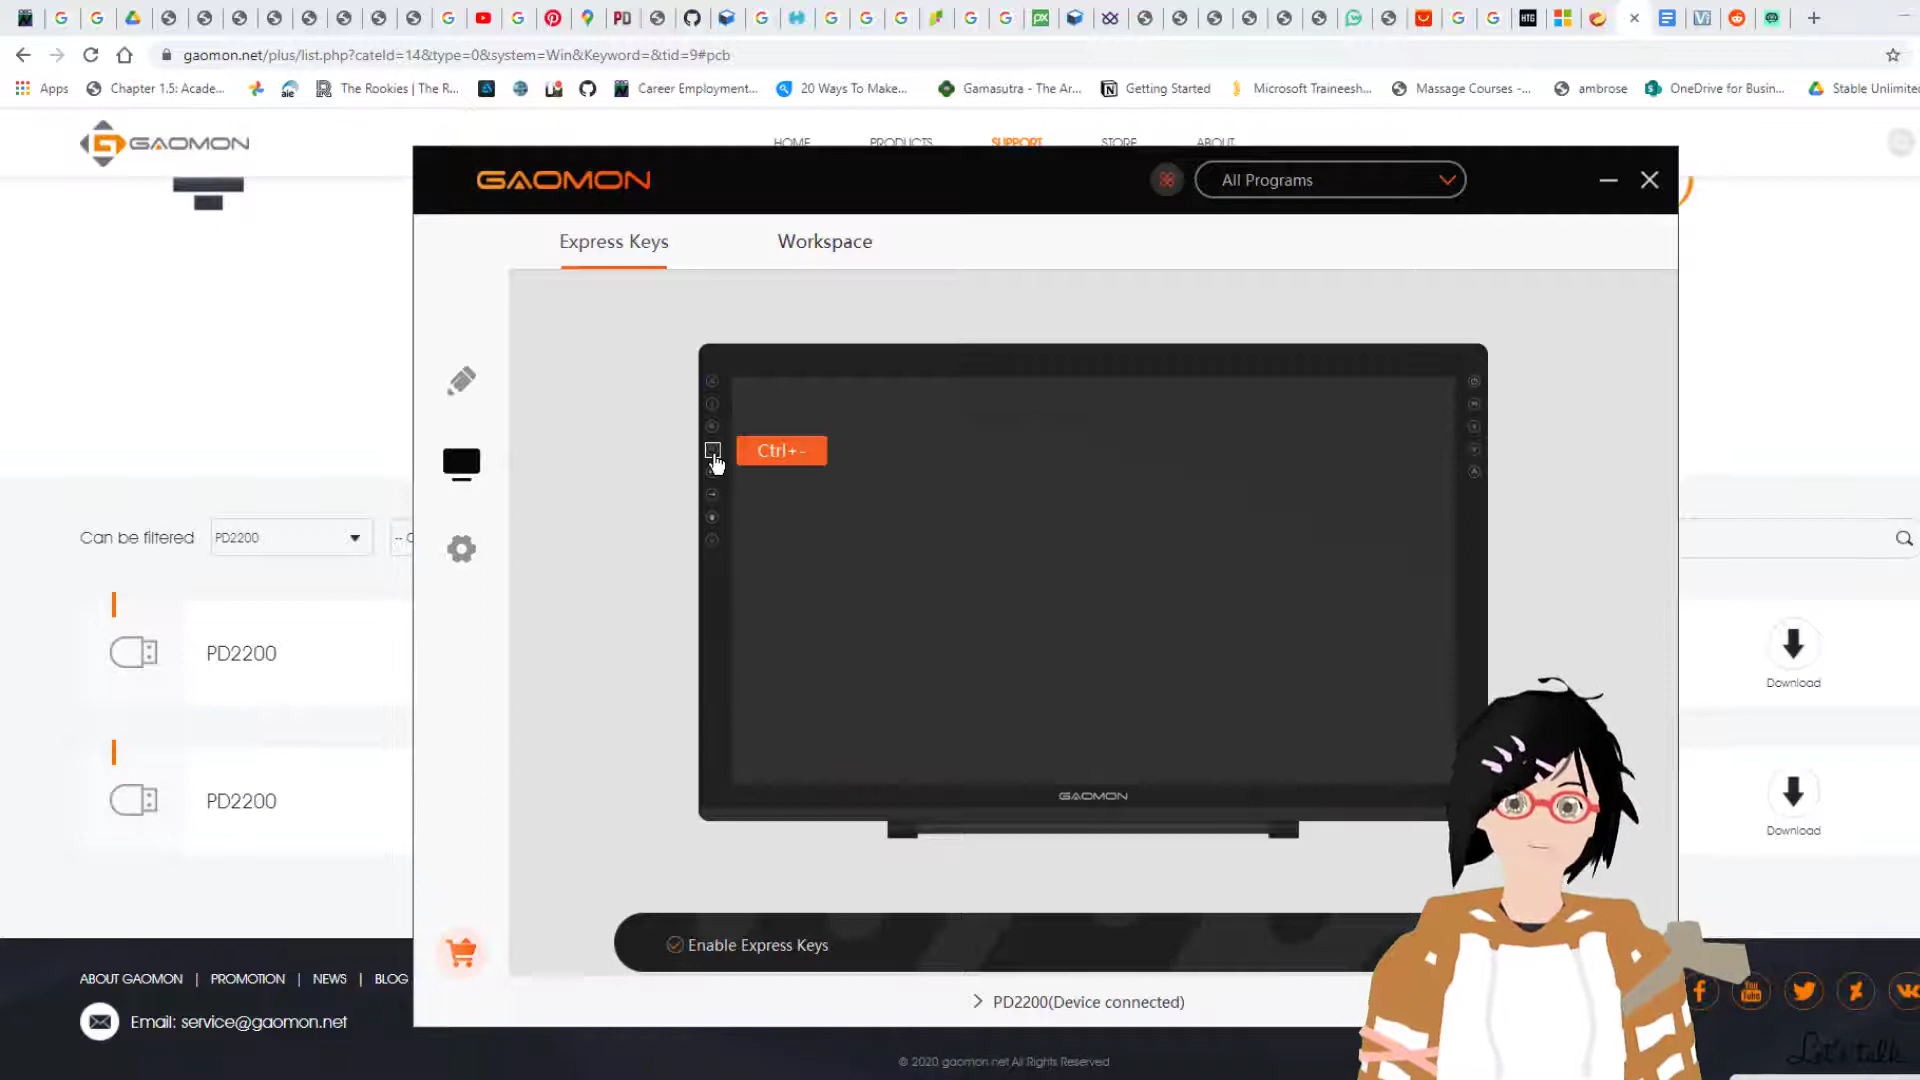 gaomon.net/plus/list.php?cateId=14&type=0&system=Win&Keyword=&tid=9#pcb
Apps
Chapter 1.5: Acade...
The Rookies | The R...
Career Employment...
20 Ways To Make...
Gamasutra - The Ar...
Getting Started
Microsoft Traineesh...
Massage Courses -...
ambrose
OneDrive for Busin...
Stable Unlimited
GAOMON
HOME
PRODUCTS
SUPPORT
STORE
ABOUT
GAOMON
All Programs
Express Keys
Workspace
Ctrl+-
GAOMON
Can be filtered
PD2200
PD2200
Download
PD2200
Download
Enable Express Keys
PD2200(Device connected)
ABOUT GAOMON | PROMOTION | NEWS | BLOG
Email: service@gaomon.net
© 2020 gaomon.net All Rights Reserved
Let's talk